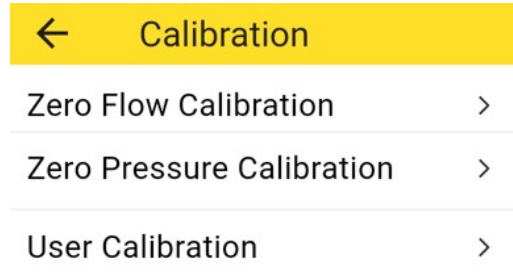 Calibration
Zero Flow Calibration
Zero Pressure Calibration
User Calibration